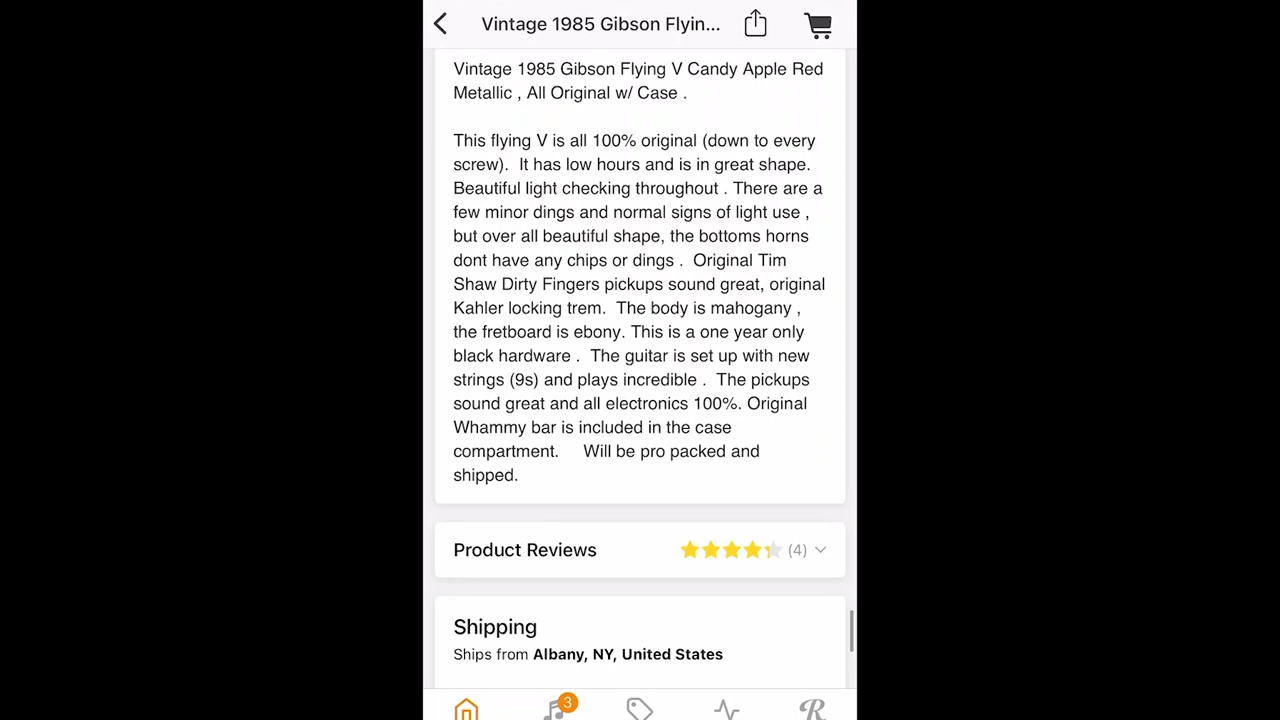 Vintage 1985 Gibson Flyin...
Vintage 1985 Gibson Flying V Candy Apple Red
Metallic , All Original w/ Case .
This flying V is all 100% original (down to every
screw).  It has low hours and is in great shape.
Beautiful light checking throughout . There are a
few minor dings and normal signs of light use ,
but over all beautiful shape, the bottoms horns
dont have any chips or dings .  Original Tim
Shaw Dirty Fingers pickups sound great, original
Kahler locking trem.  The body is mahogany ,
the fretboard is ebony. This is a one year only
black hardware .  The guitar is set up with new
strings (9s) and plays incredible .  The pickups
sound great and all electronics 100%. Original
Whammy bar is included in the case
compartment.    Will be pro packed and
shipped.
Product Reviews (4)
Shipping
Ships from Albany, NY, United States
3
R